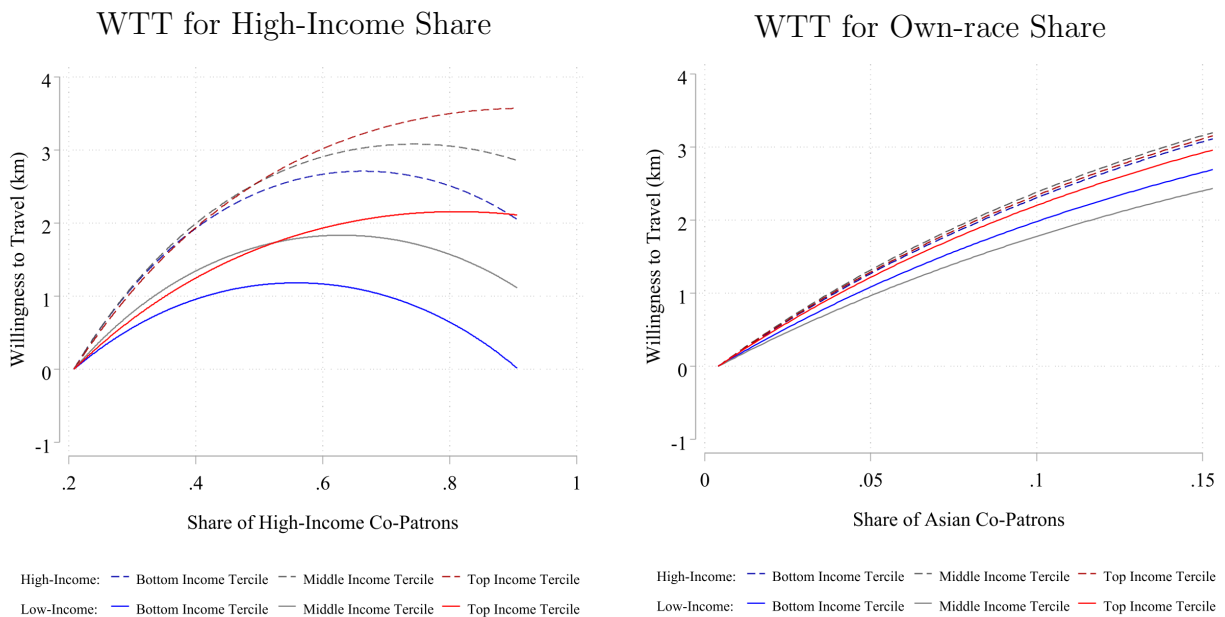 WTT for High-Income Share
4
3
2
1
0
-1
Willingness to Travel (km)
.2 .4 .6 .8 1
Share of High-Income Co-Patrons
High-Income: Bottom Income Tercile Middle Income Tercile Top Income Tercile
Low-Income: Bottom Income Tercile Middle Income Tercile Top Income Tercile
WTT for Own-race Share
4
3
2
1
0
-1
Willingness to Travel (km)
0 .05 .1 .15
Share of Asian Co-Patrons
High-Income: Bottom Income Tercile Middle Income Tercile Top Income Tercile
Low-Income: Bottom Income Tercile Middle Income Tercile Top Income Tercile